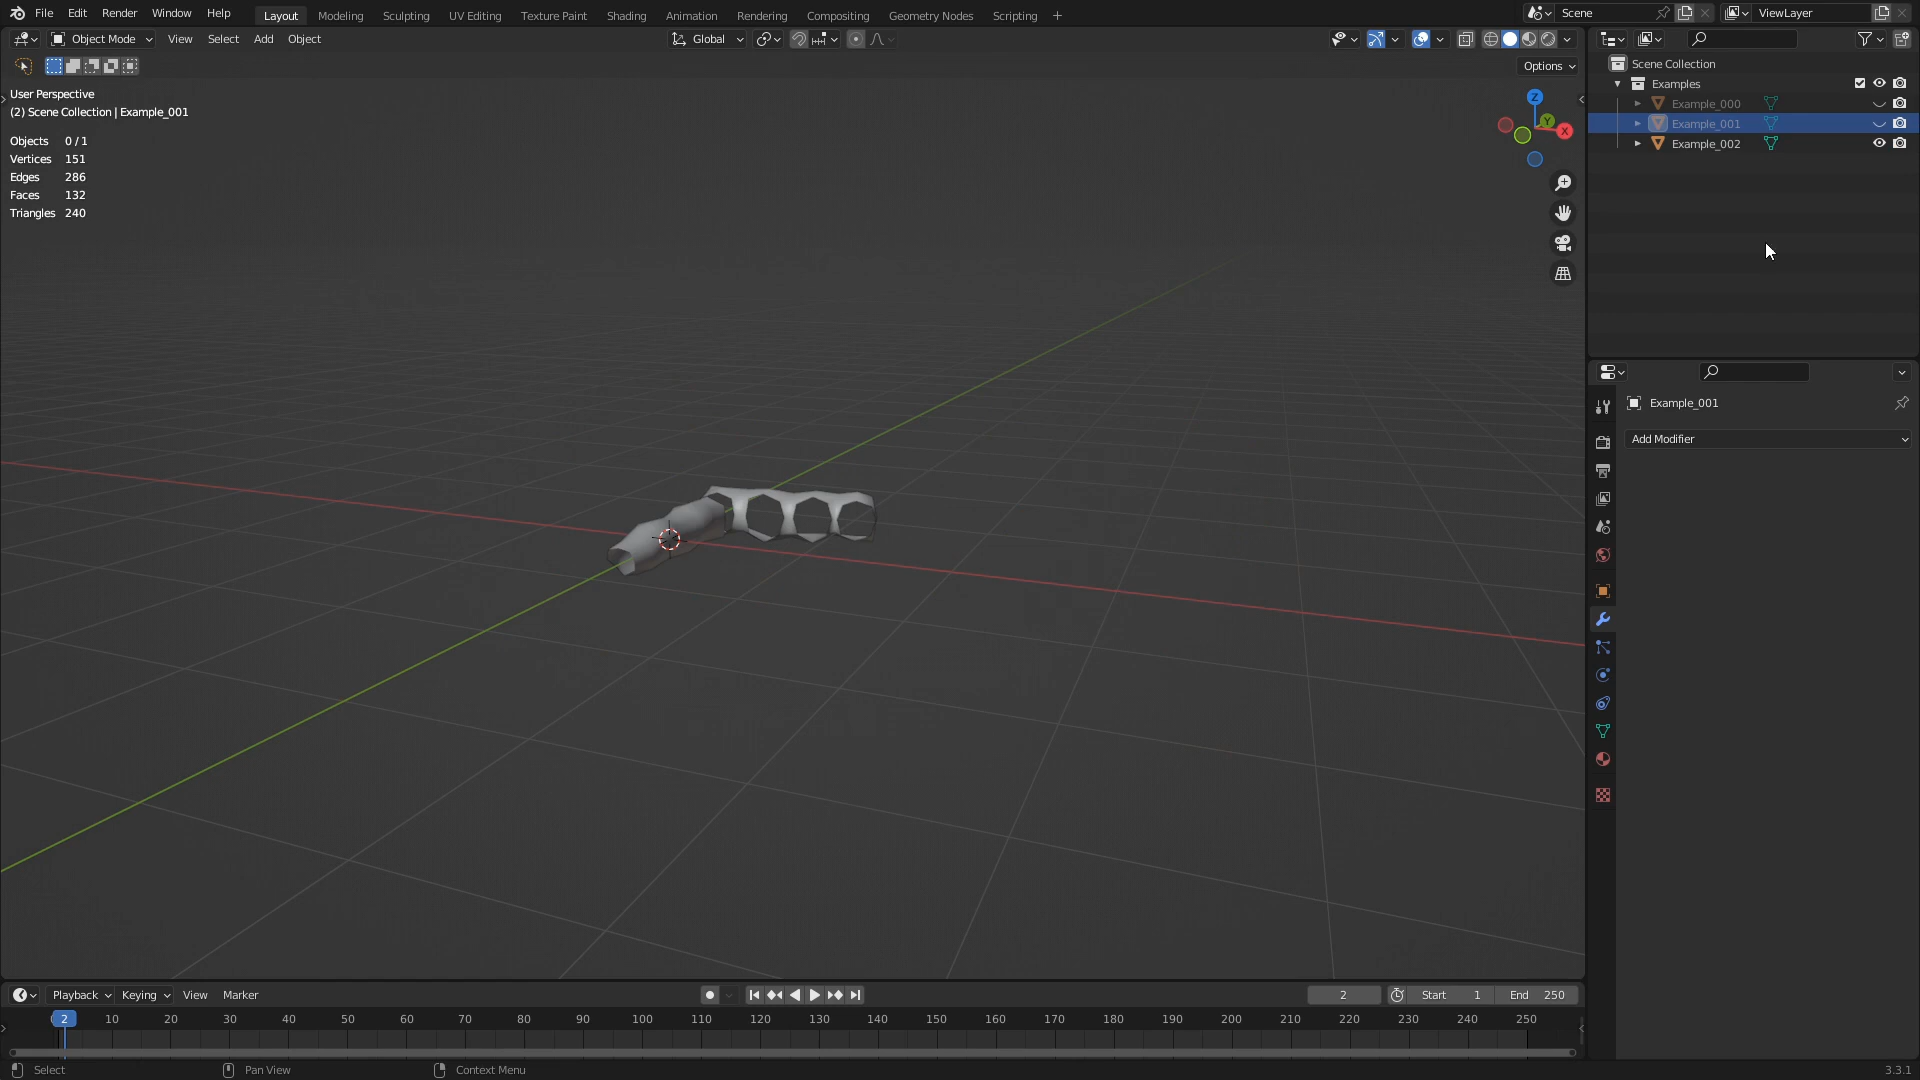 File Edit Render Window Help Layout Modeling Sculpting UV Editing Texture Paint Shading Animation Rendering Compositing Geometry Nodes Scripting + Scene ViewLayer
Object Mode View Select Add Object Global
Options
User Perspective
(2) Scene Collection | Example_001
Objects 0 / 1
Vertices 151
Edges 286
Faces 132
Triangles 240
Z
Y
X
Scene Collection
Examples
Example_000
Example_001
Example_002
Example_001
Add Modifier
Playback Keying View Marker 2 Start 1 End 250
2 10 20 30 40 50 60 70 80 90 100 110 120 130 140 150 160 170 180 190 200 210 220 230 240 250
Select Pan View Context Menu 3.3.1